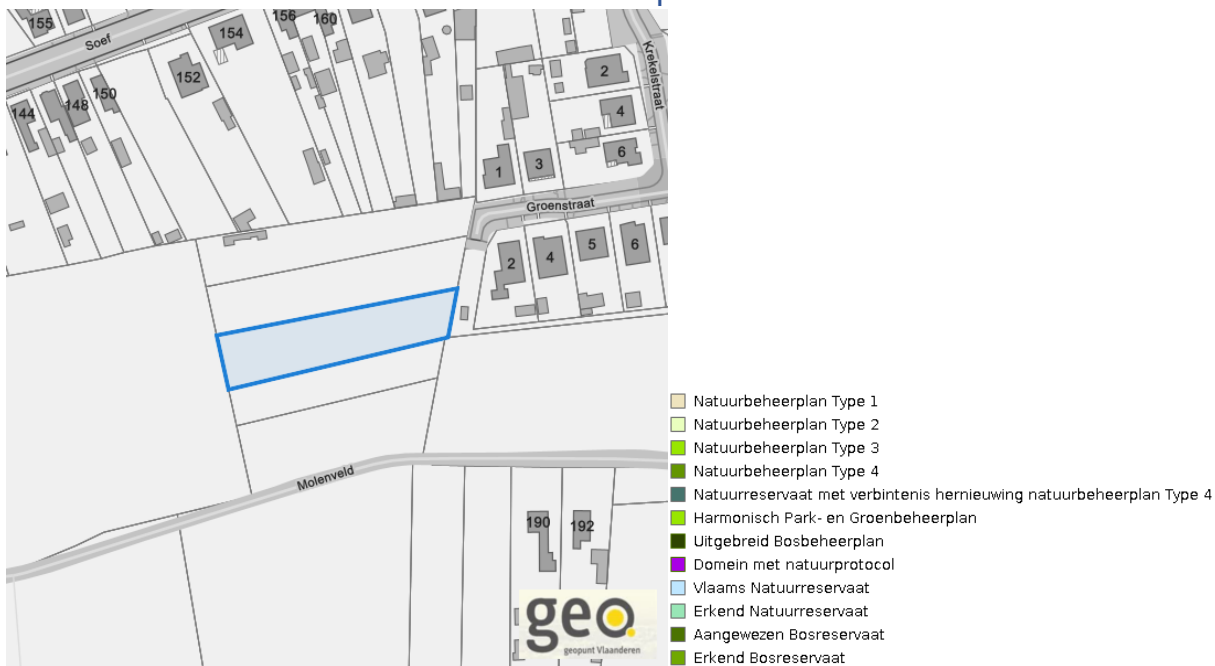 155
Soef
156
160
154
152
150
148
144
Krekelstraat
2
4
6
1
3
Groenstraat
2
4
5
6
Molenveld
190
192
geo.
geopunt Vlaanderen
Natuurbeheerplan Type 1
Natuurbeheerplan Type 2
Natuurbeheerplan Type 3
Natuurbeheerplan Type 4
Natuurreservaat met verbintenis hernieuwing natuurbeheerplan Type 4
Harmonisch Park- en Groenbeheerplan
Uitgebreid Bosbeheerplan
Domein met natuurprotocol
Vlaams Natuurreservaat
Erkend Natuurreservaat
Aangewezen Bosreservaat
Erkend Bosreservaat